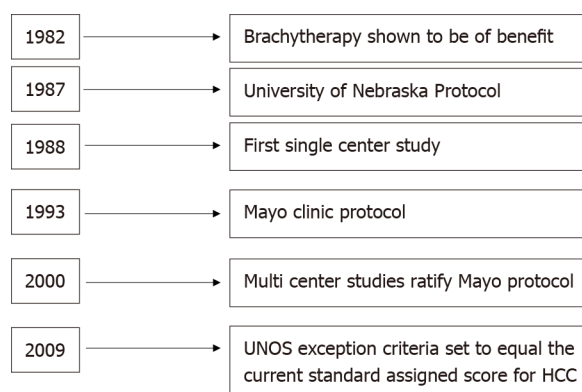 1982
Brachytherapy shown to be of benefit
1987
University of Nebraska Protocol
1988
First single center study
1993
Mayo clinic protocol
2000
Multi center studies ratify Mayo protocol
2009
UNOS exception criteria set to equal the
current standard assigned score for HCC